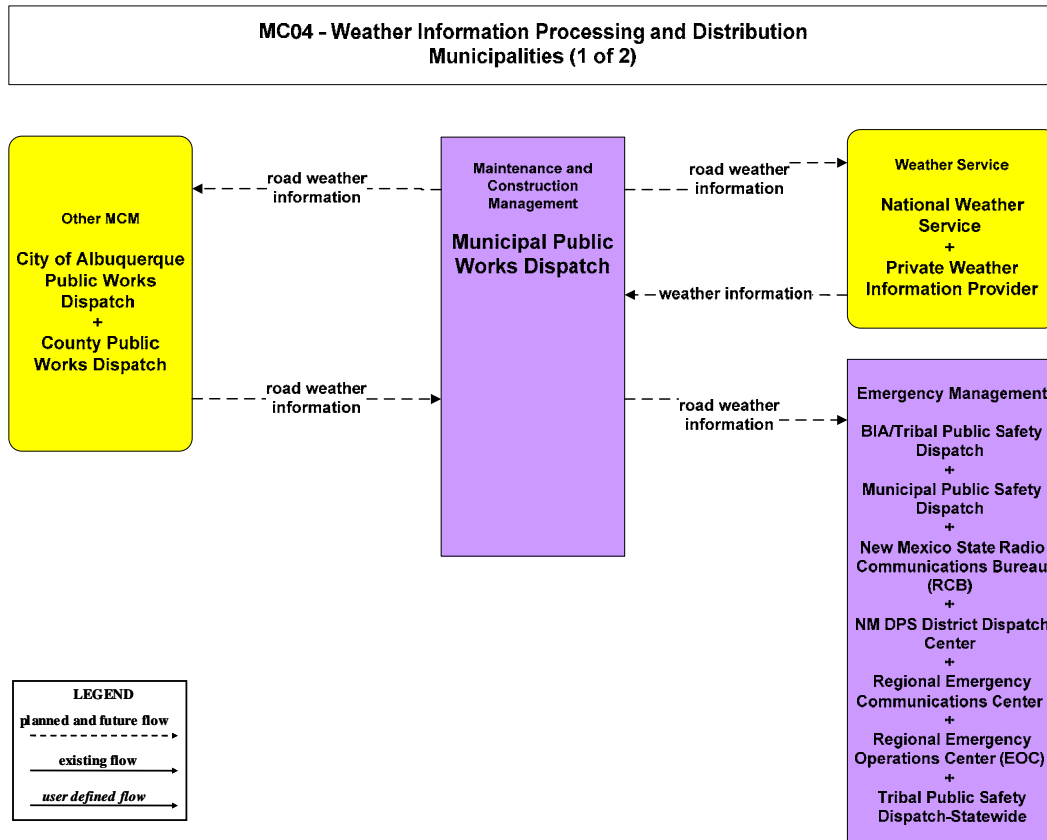 MC04 - Weather Information Processing and Distribution
Municipalities (1 of 2)
Other MCM
City of Albuquerque
Public Works
Dispatch
+
County Public
Works Dispatch
road weather
information
road weather
information
Maintenance and
Construction
Management
Municipal Public
Works Dispatch
road weather
information
weather information
road weather
information
Weather Service
National Weather
Service
+
Private Weather
Information Provider
Emergency Management
BIA/Tribal Public Safety
Dispatch
+
Municipal Public Safety
Dispatch
+
New Mexico State Radio
Communications Bureau
(RCB)
+
NM DPS District Dispatch
Center
+
Regional Emergency
Communications Center
+
Regional Emergency
Operations Center (EOC)
+
Tribal Public Safety
Dispatch-Statewide
LEGEND
planned and future flow
existing flow
user defined flow